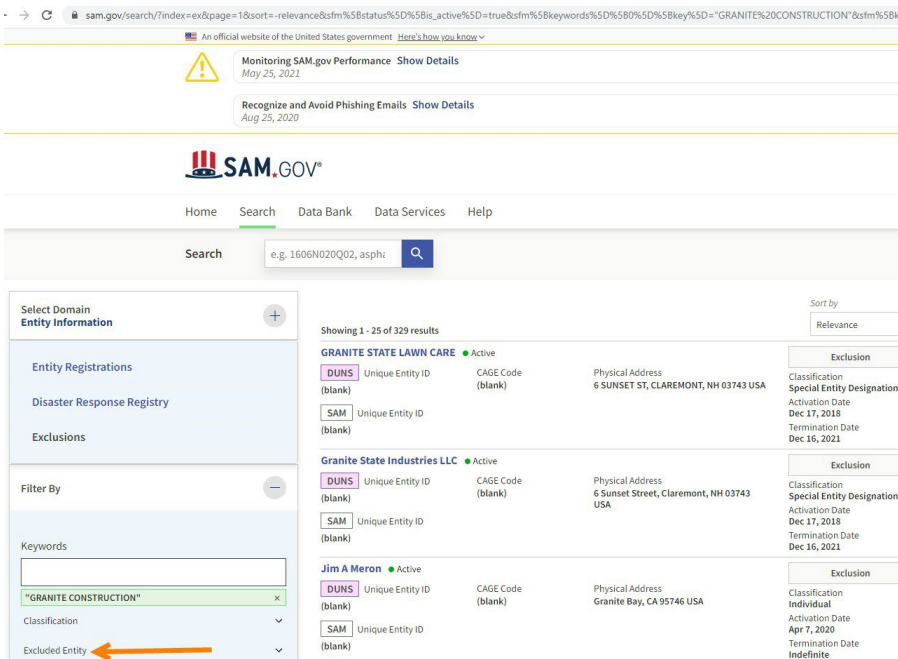 sam.gov/search/?index=ex&page=1&sort=-relevance&sfm%5Bstatus%5D%5Bis_active%5D=true&sfm%5Bkeywords%5D%5B0%5D%5Bkey%5D="GRANITE%20CONSTRUCTION"&sfm%5Bk
An official website of the United States government Here's how you know
Monitoring SAM.gov Performance Show Details
May 25, 2021
Recognize and Avoid Phishing Emails Show Details
Aug 25, 2020
SAM.GOV®
Home Search Data Bank Data Services Help
Search e.g. 1606N020Q02, aspha
Select Domain
Entity Information
Entity Registrations
Disaster Response Registry
Exclusions
Filter By
Keywords
"GRANITE CONSTRUCTION" ×
Classification
Excluded Entity
Sort by
Relevance
Showing 1 - 25 of 329 results
GRANITE STATE LAWN CARE Active
DUNS Unique Entity ID
(blank)
SAM Unique Entity ID
(blank)
CAGE Code
(blank)
Physical Address
6 SUNSET ST, CLAREMONT, NH 03743 USA
Exclusion
Classification
Special Entity Designation
Activation Date
Dec 17, 2018
Termination Date
Dec 16, 2021
Granite State Industries LLC Active
DUNS Unique Entity ID
(blank)
SAM Unique Entity ID
(blank)
CAGE Code
(blank)
Physical Address
6 Sunset Street, Claremont, NH 03743
USA
Exclusion
Classification
Special Entity Designation
Activation Date
Dec 17, 2018
Termination Date
Dec 16, 2021
Jim A Meron Active
DUNS Unique Entity ID
(blank)
SAM Unique Entity ID
(blank)
CAGE Code
(blank)
Physical Address
Granite Bay, CA 95746 USA
Exclusion
Classification
Individual
Activation Date
Apr 7, 2020
Termination Date
Indefinite